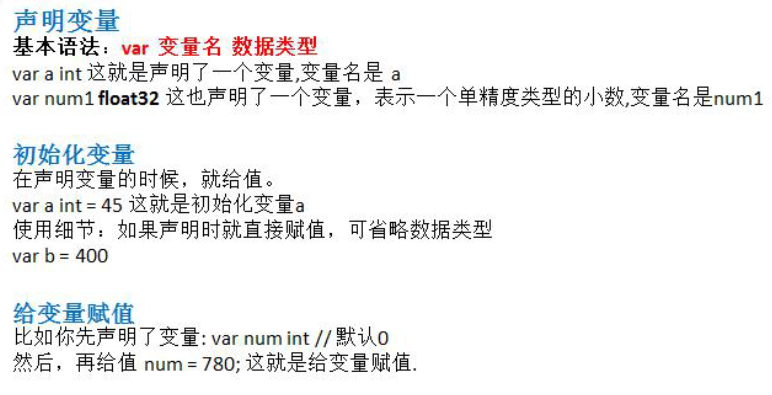 声明变量
基本语法：var 变量名 数据类型
var a int 这就是声明了一个变量,变量名是 a
var num1 float32 这也声明了一个变量，表示一个单精度类型的小数,变量名是num1
初始化变量
在声明变量的时候，就给值。
var a int = 45 这就是初始化变量a
使用细节：如果声明时就直接赋值，可省略数据类型
var b = 400
给变量赋值
比如你先声明了变量: var num int // 默认0
然后，再给值 num = 780; 这就是给变量赋值.